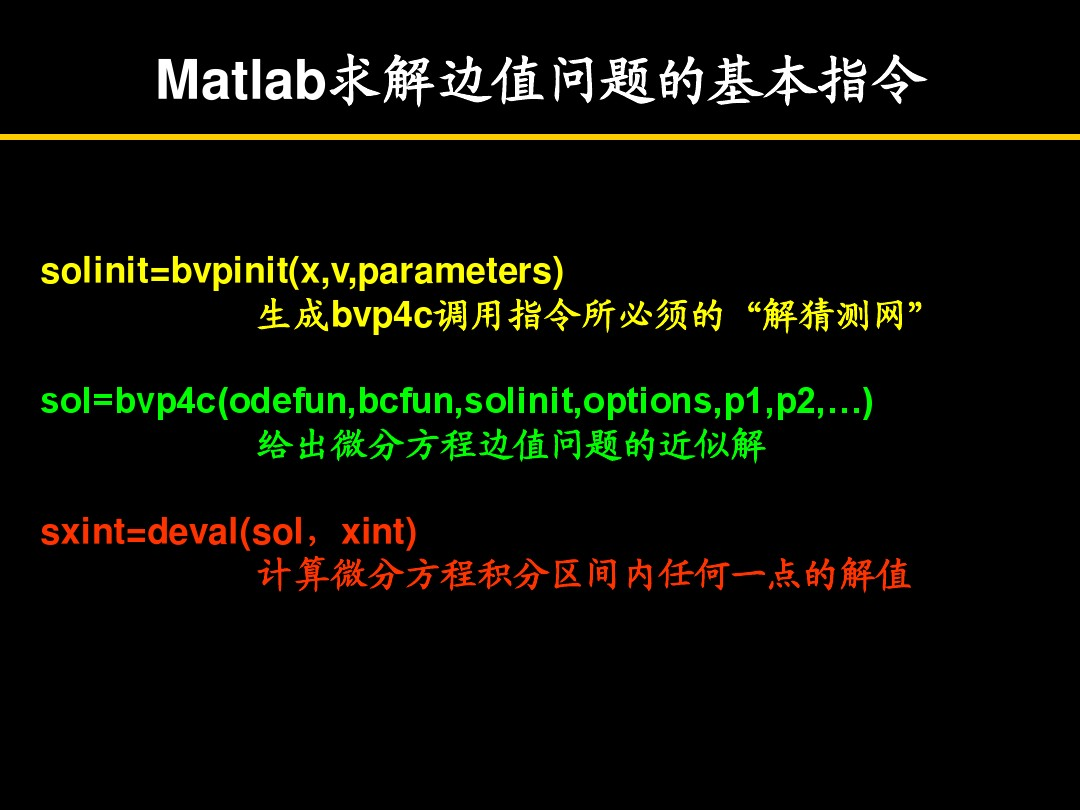 Matlab求解边值问题的基本指令
solinit=bvpinit(x,v,parameters)
生成bvp4c调用指令所必须的“解猜测网”
sol=bvp4c(odefun,bcfun,solinit,options,p1,p2,…)
给出微分方程边值问题的近似解
sxint=deval(sol，xint)
计算微分方程积分区间内任何一点的解值